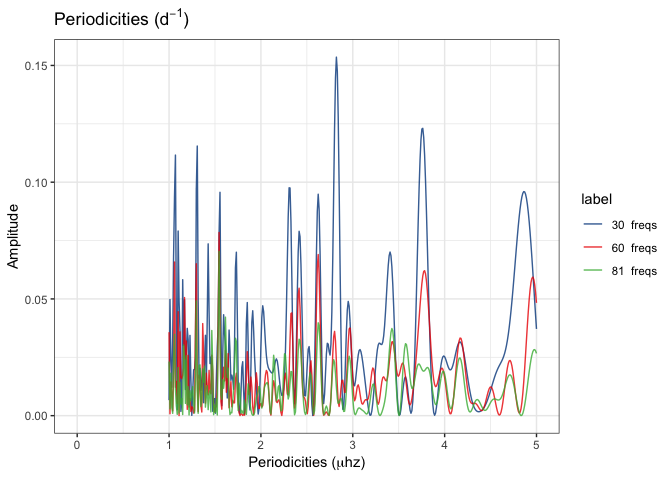 Periodicities (d⁻¹)
0.15
0.10
0.05
0.00
Amplitude
0
1
2
3
4
5
Periodicities (μhz)
label
30 freqs
60 freqs
81 freqs